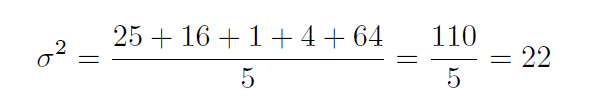 σ² = (25 + 16 + 1 + 4 + 64) / 5 = 110 / 5 = 22